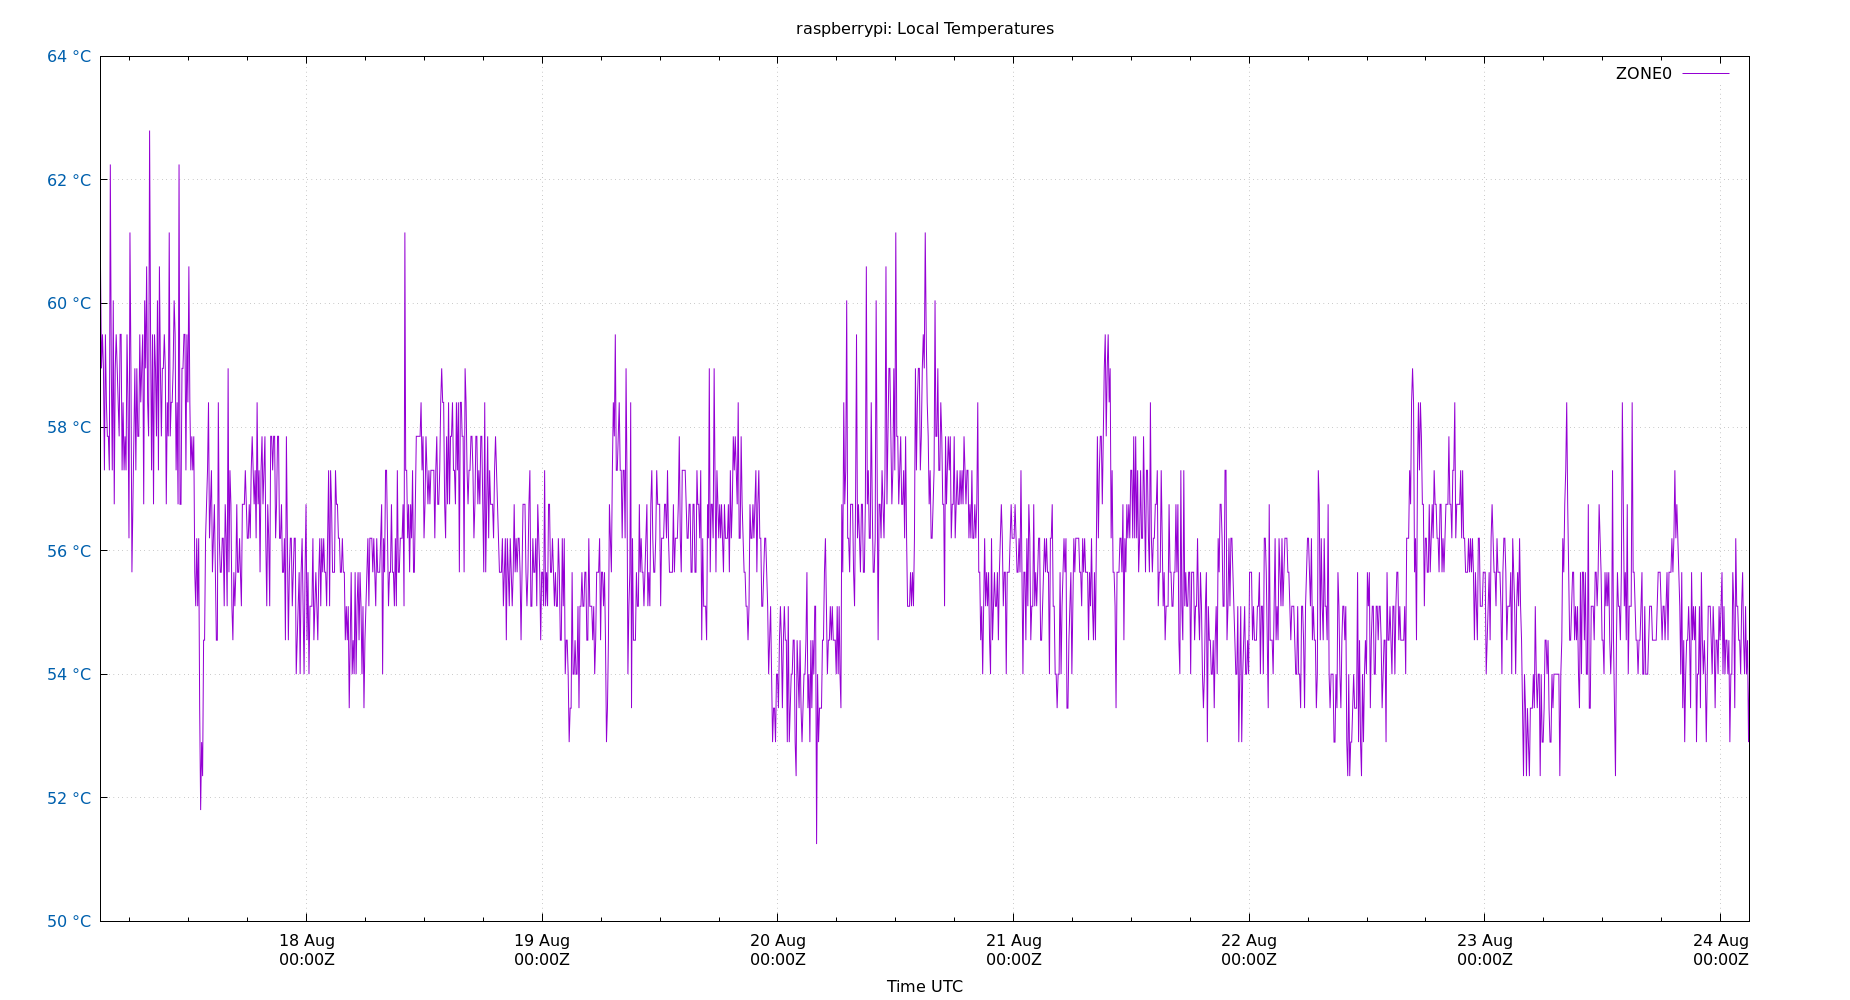 raspberrypi: Local Temperatures
64 °C
ZONE0
62 °C
60 °C
58 °C
56 °C
54 °C
52 °C
50 °C
18 Aug 19 Aug 20 Aug 21 Aug 22 Aug 23 Aug 24 Aug
00:00Z 00:00Z 00:00Z 00:00Z 00:00Z 00:00Z 00:00Z
Time UTC